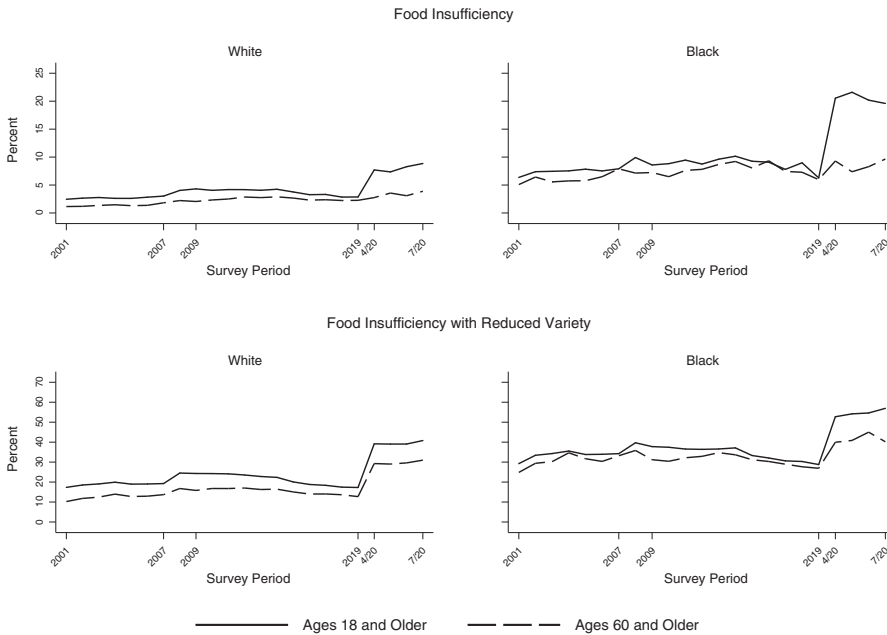 Food Insufficiency
White
Black
Percent
0
5
10
15
20
25
2001
2007
2009
2019
4/20
7/20
2001
2007
2009
2019
4/20
7/20
Survey Period
Survey Period
Food Insufficiency with Reduced Variety
White
Black
Percent
0
10
20
30
40
50
60
70
2001
2007
2009
2019
4/20
7/20
2001
2007
2009
2019
4/20
7/20
Survey Period
Survey Period
Ages 18 and Older
Ages 60 and Older